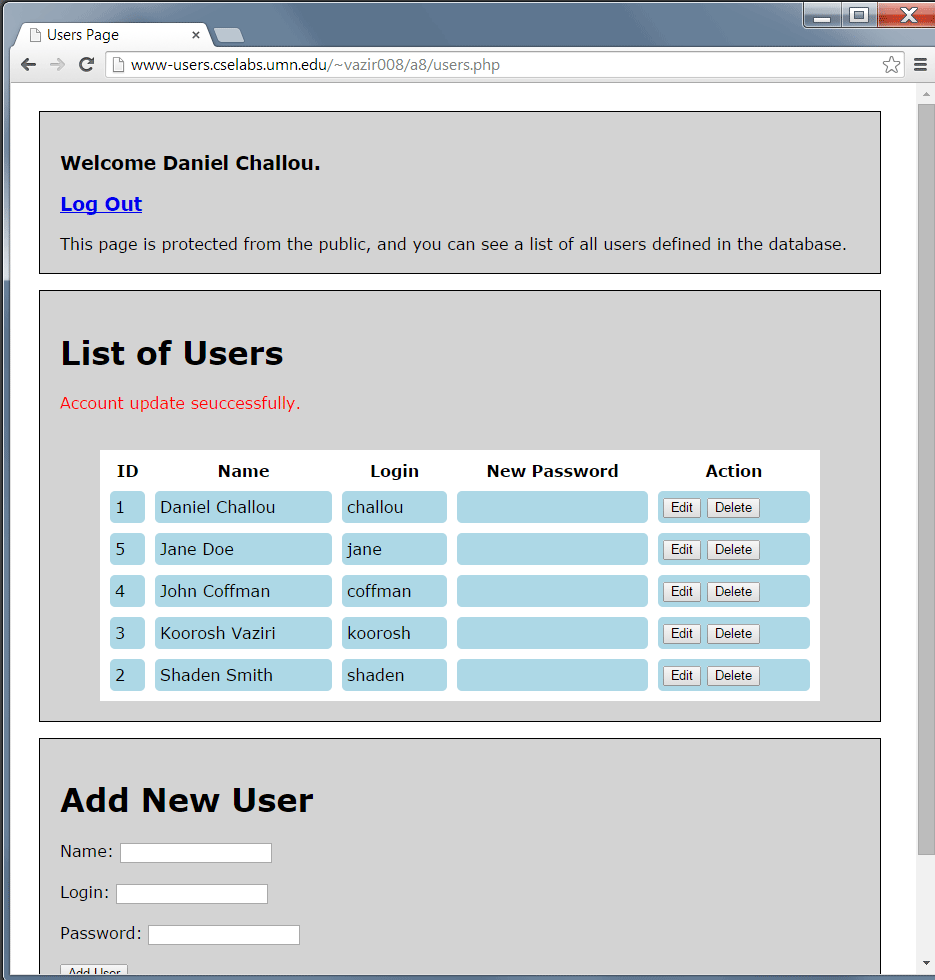 Users Page
www-users.cselabs.umn.edu/~vazir008/a8/users.php
Welcome Daniel Challou.
Log Out
This page is protected from the public, and you can see a list of all users defined in the database.
List of Users
Account update seuccessfully.
ID Name Login New Password Action
1 Daniel Challou challou Edit Delete
5 Jane Doe jane Edit Delete
4 John Coffman coffman Edit Delete
3 Koorosh Vaziri koorosh Edit Delete
2 Shaden Smith shaden Edit Delete
Add New User
Name:
Login:
Password:
Add User